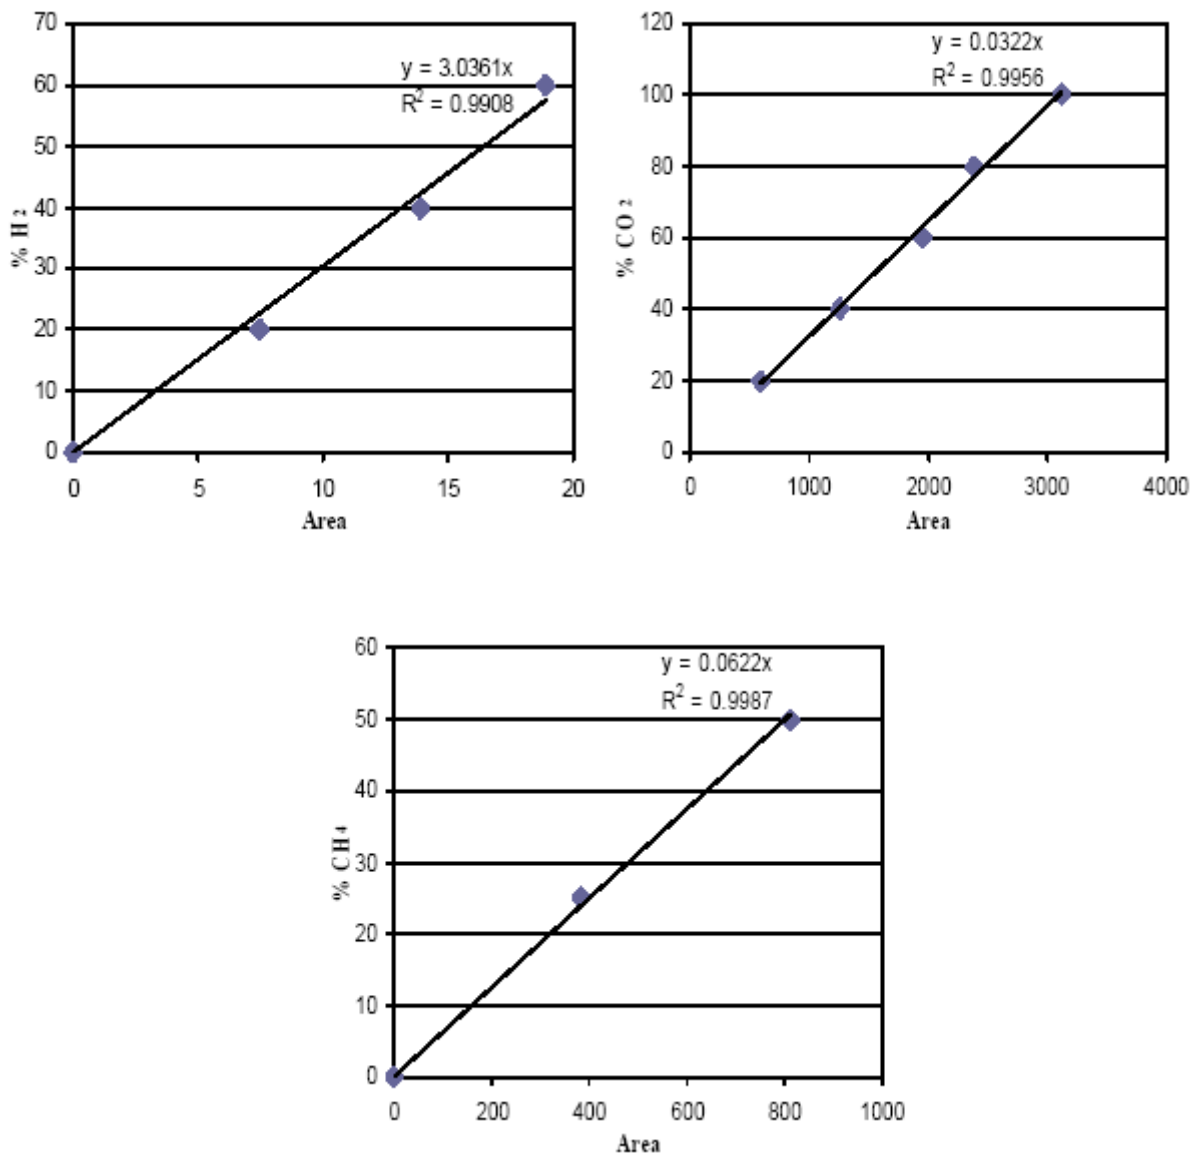 70
60
50
40
30
20
10
0
% H2
y = 3.0361x
R2 = 0.9908
0 5 10 15 20
Area
120
100
80
60
40
20
0
% CO2
y = 0.0322x
R2 = 0.9956
0 1000 2000 3000 4000
Area
60
50
40
30
20
10
0
% CH4
y = 0.0622x
R2 = 0.9987
0 200 400 600 800 1000
Area